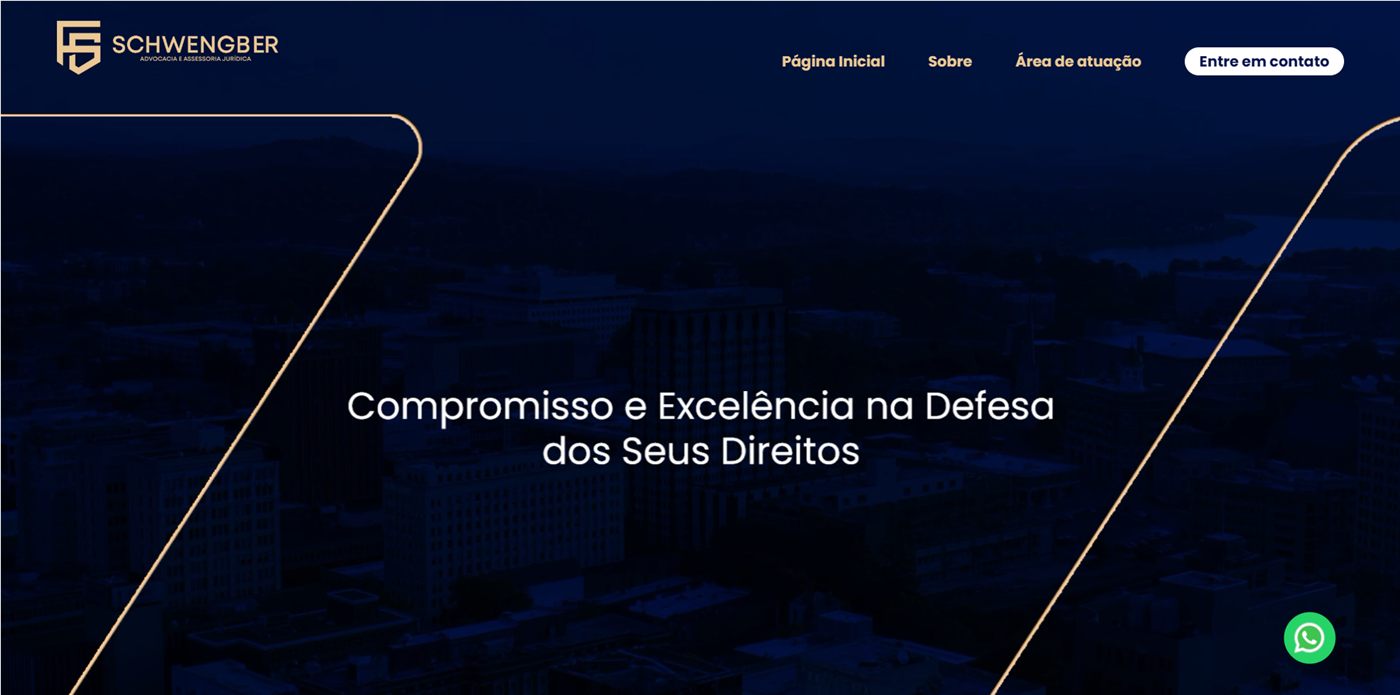 SCHWENGBER
ADVOCACIA E ASSESSORIA JURÍDICA
Página Inicial
Sobre
Área de atuação
Entre em contato
Compromisso e Excelência na Defesa
dos Seus Direitos